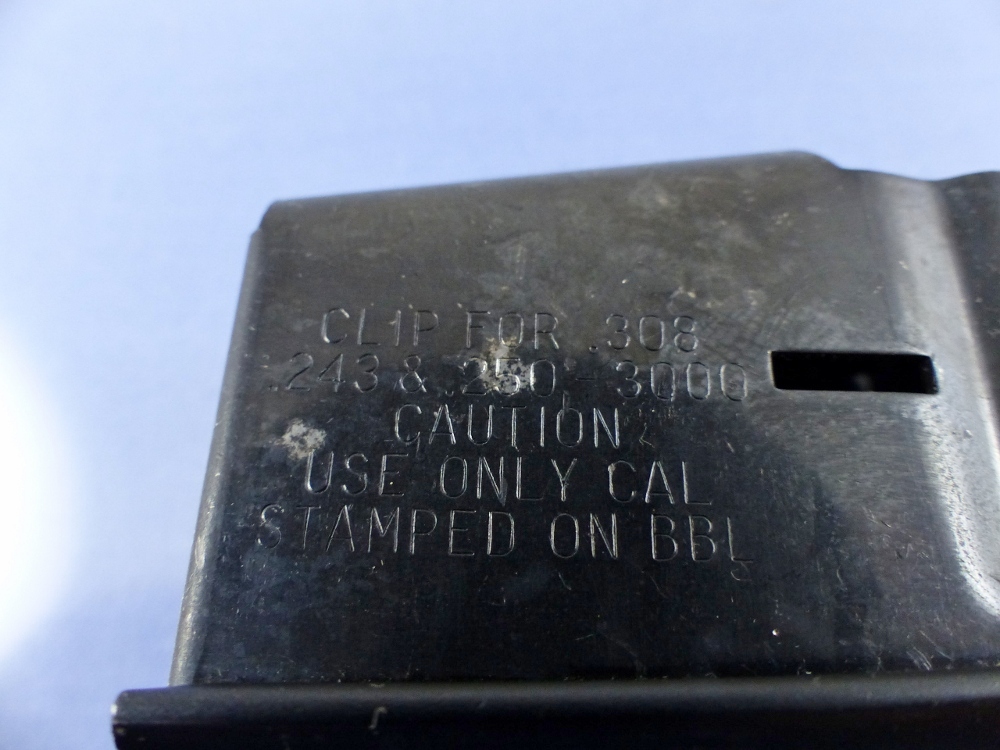 CLIP FOR .308
.243 & .250,-3000
CAUTION
USE ONLY CAL
STAMPED ON BBL